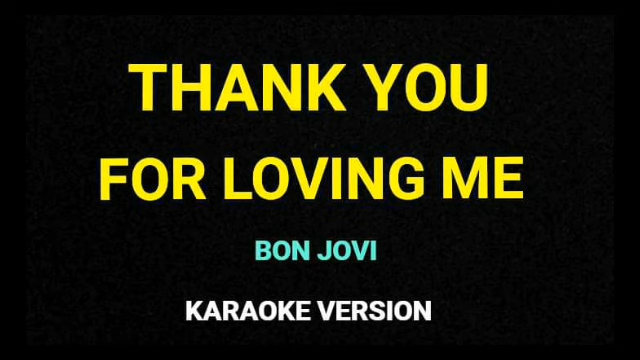 THANK YOU
FOR LOVING ME
BON JOVI
KARAOKE VERSION